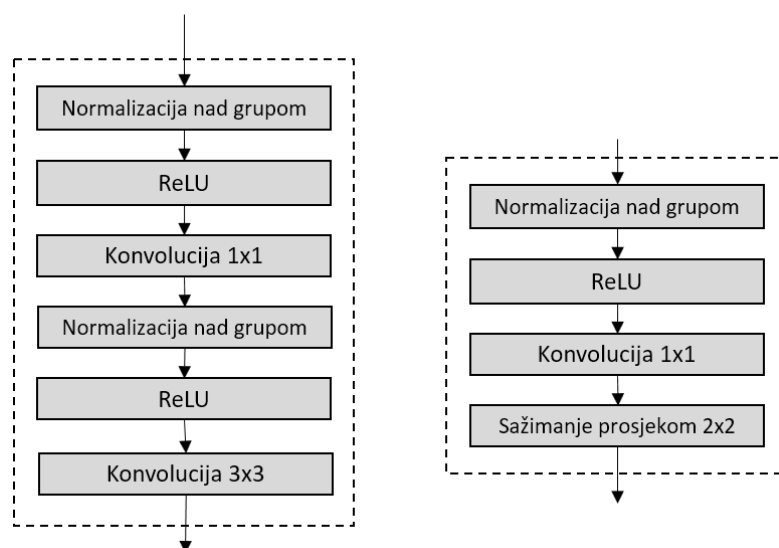 Normalizacija nad grupom
ReLU
Konvolucija 1x1
Normalizacija nad grupom
ReLU
Konvolucija 3x3
Normalizacija nad grupom
ReLU
Konvolucija 1x1
Sažimanje prosjekom 2x2